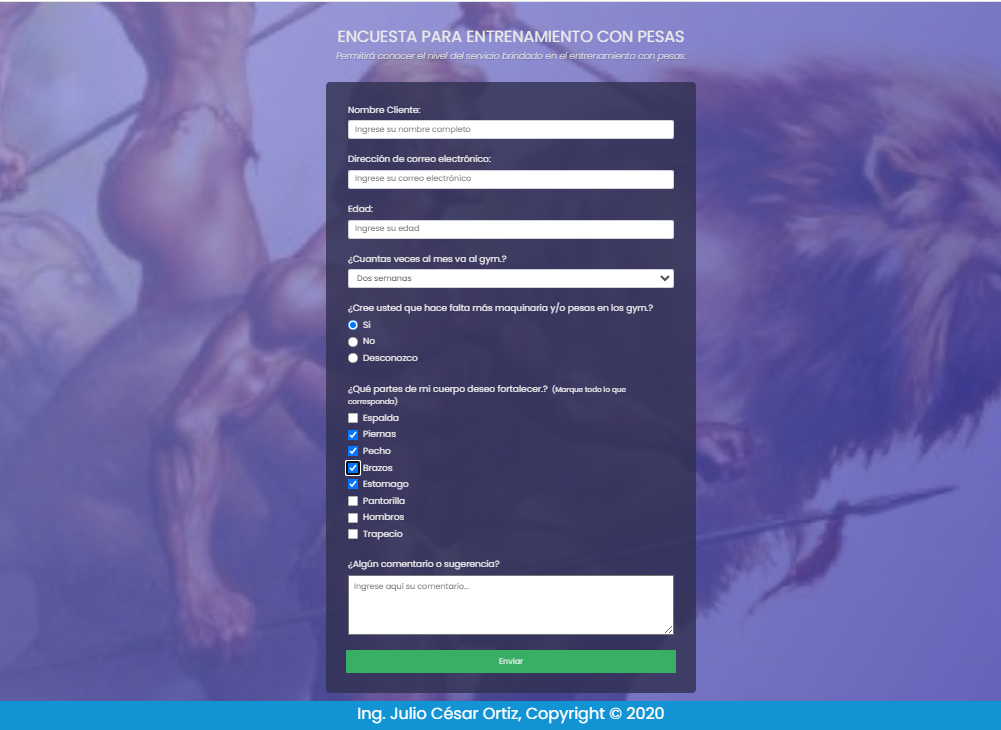 ENCUESTA PARA ENTRENAMIENTO CON PESAS
Permitirá conocer el nivel del servicio brindado en el entrenamiento con pesas.
Nombre Cliente:
Ingrese su nombre completo
Dirección de correo electrónico:
Ingrese su correo electrónico
Edad:
Ingrese su edad
¿Cuantas veces al mes va al gym.?
Dos semanas
¿Cree usted que hace falta más maquinaria y/o pesas en los gym.?
Si
No
Desconozco
¿Qué partes de mi cuerpo deseo fortalecer.? (Marque todo lo que
corresponda)
Espalda
Piernas
Pecho
Brazos
Estomago
Pantorilla
Hombros
Trapecio
¿Algún comentario o sugerencia?
Ingrese aquí su comentario...
Enviar
Ing. Julio César Ortiz, Copyright © 2020